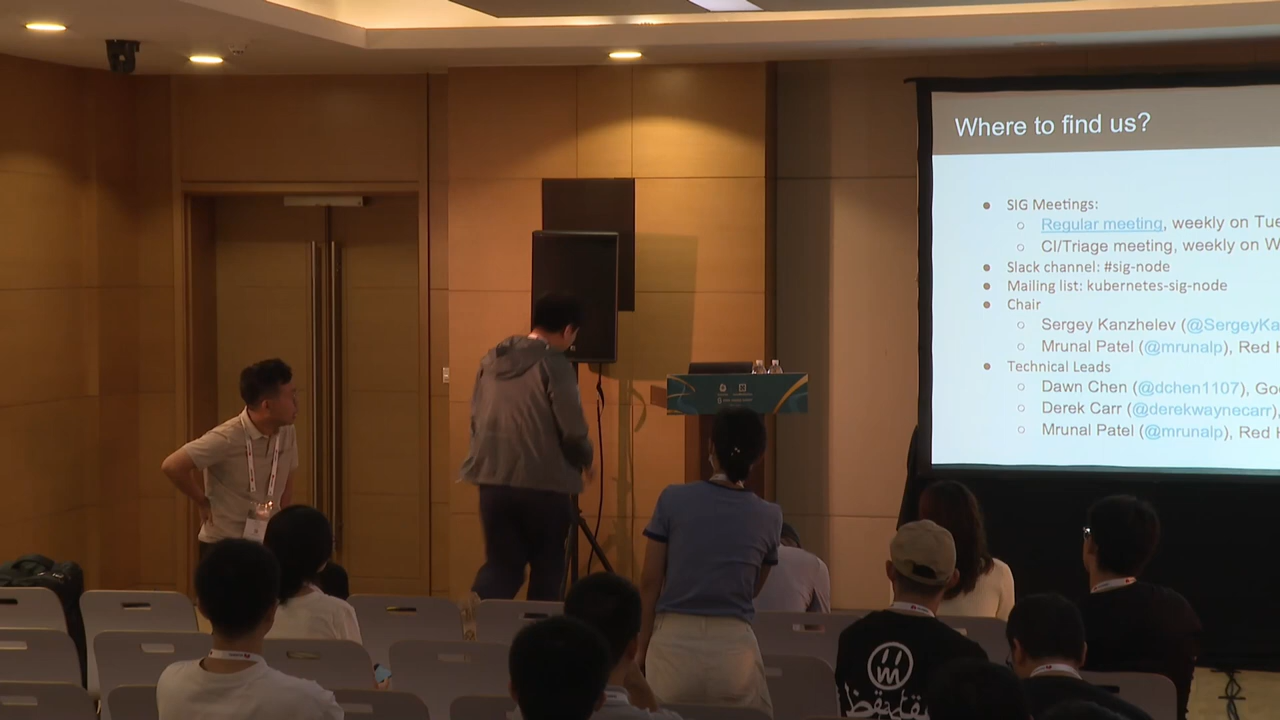 Where to find us?
SIG Meetings:
Regular meeting, weekly on Tue
CI/Triage meeting, weekly on W
Slack channel: #sig-node
Mailing list: kubernetes-sig-node
Chair
Sergey Kanzhelev (@SergeyKa
Mrunal Patel (@mrunalp), Red H
Technical Leads
Dawn Chen (@dchen1107), Goo
Derek Carr (@derekwaynecarr),
Mrunal Patel (@mrunalp), Red H